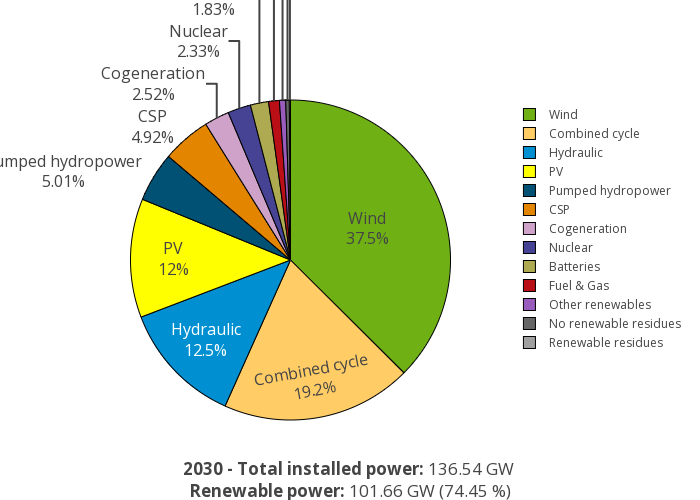 1.83%
Nuclear
2.33%
Cogeneration
2.52%
CSP
4.92%
umped hydropower
5.01%
Wind
37.5%
PV
12%
Hydraulic
12.5%
Combined cycle
19.2%
Wind
Combined cycle
Hydraulic
PV
Pumped hydropower
CSP
Cogeneration
Nuclear
Batteries
Fuel & Gas
Other renewables
No renewable residues
Renewable residues
2030 - Total installed power: 136.54 GW
Renewable power: 101.66 GW (74.45 %)